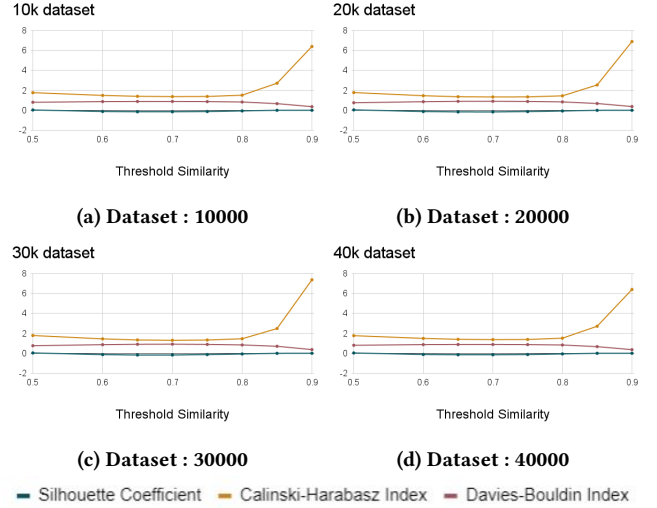 10k dataset
8
6
4
2
0
-2
0.5 0.6 0.7 0.8 0.9
Threshold Similarity
(a) Dataset : 10000
20k dataset
8
6
4
2
0
-2
0.5 0.6 0.7 0.8 0.9
Threshold Similarity
(b) Dataset : 20000
30k dataset
8
6
4
2
0
-2
0.5 0.6 0.7 0.8 0.9
Threshold Similarity
(c) Dataset : 30000
40k dataset
8
6
4
2
0
-2
0.5 0.6 0.7 0.8 0.9
Threshold Similarity
(d) Dataset : 40000
Silhouette Coefficient Calinski-Harabasz Index Davies-Bouldin Index